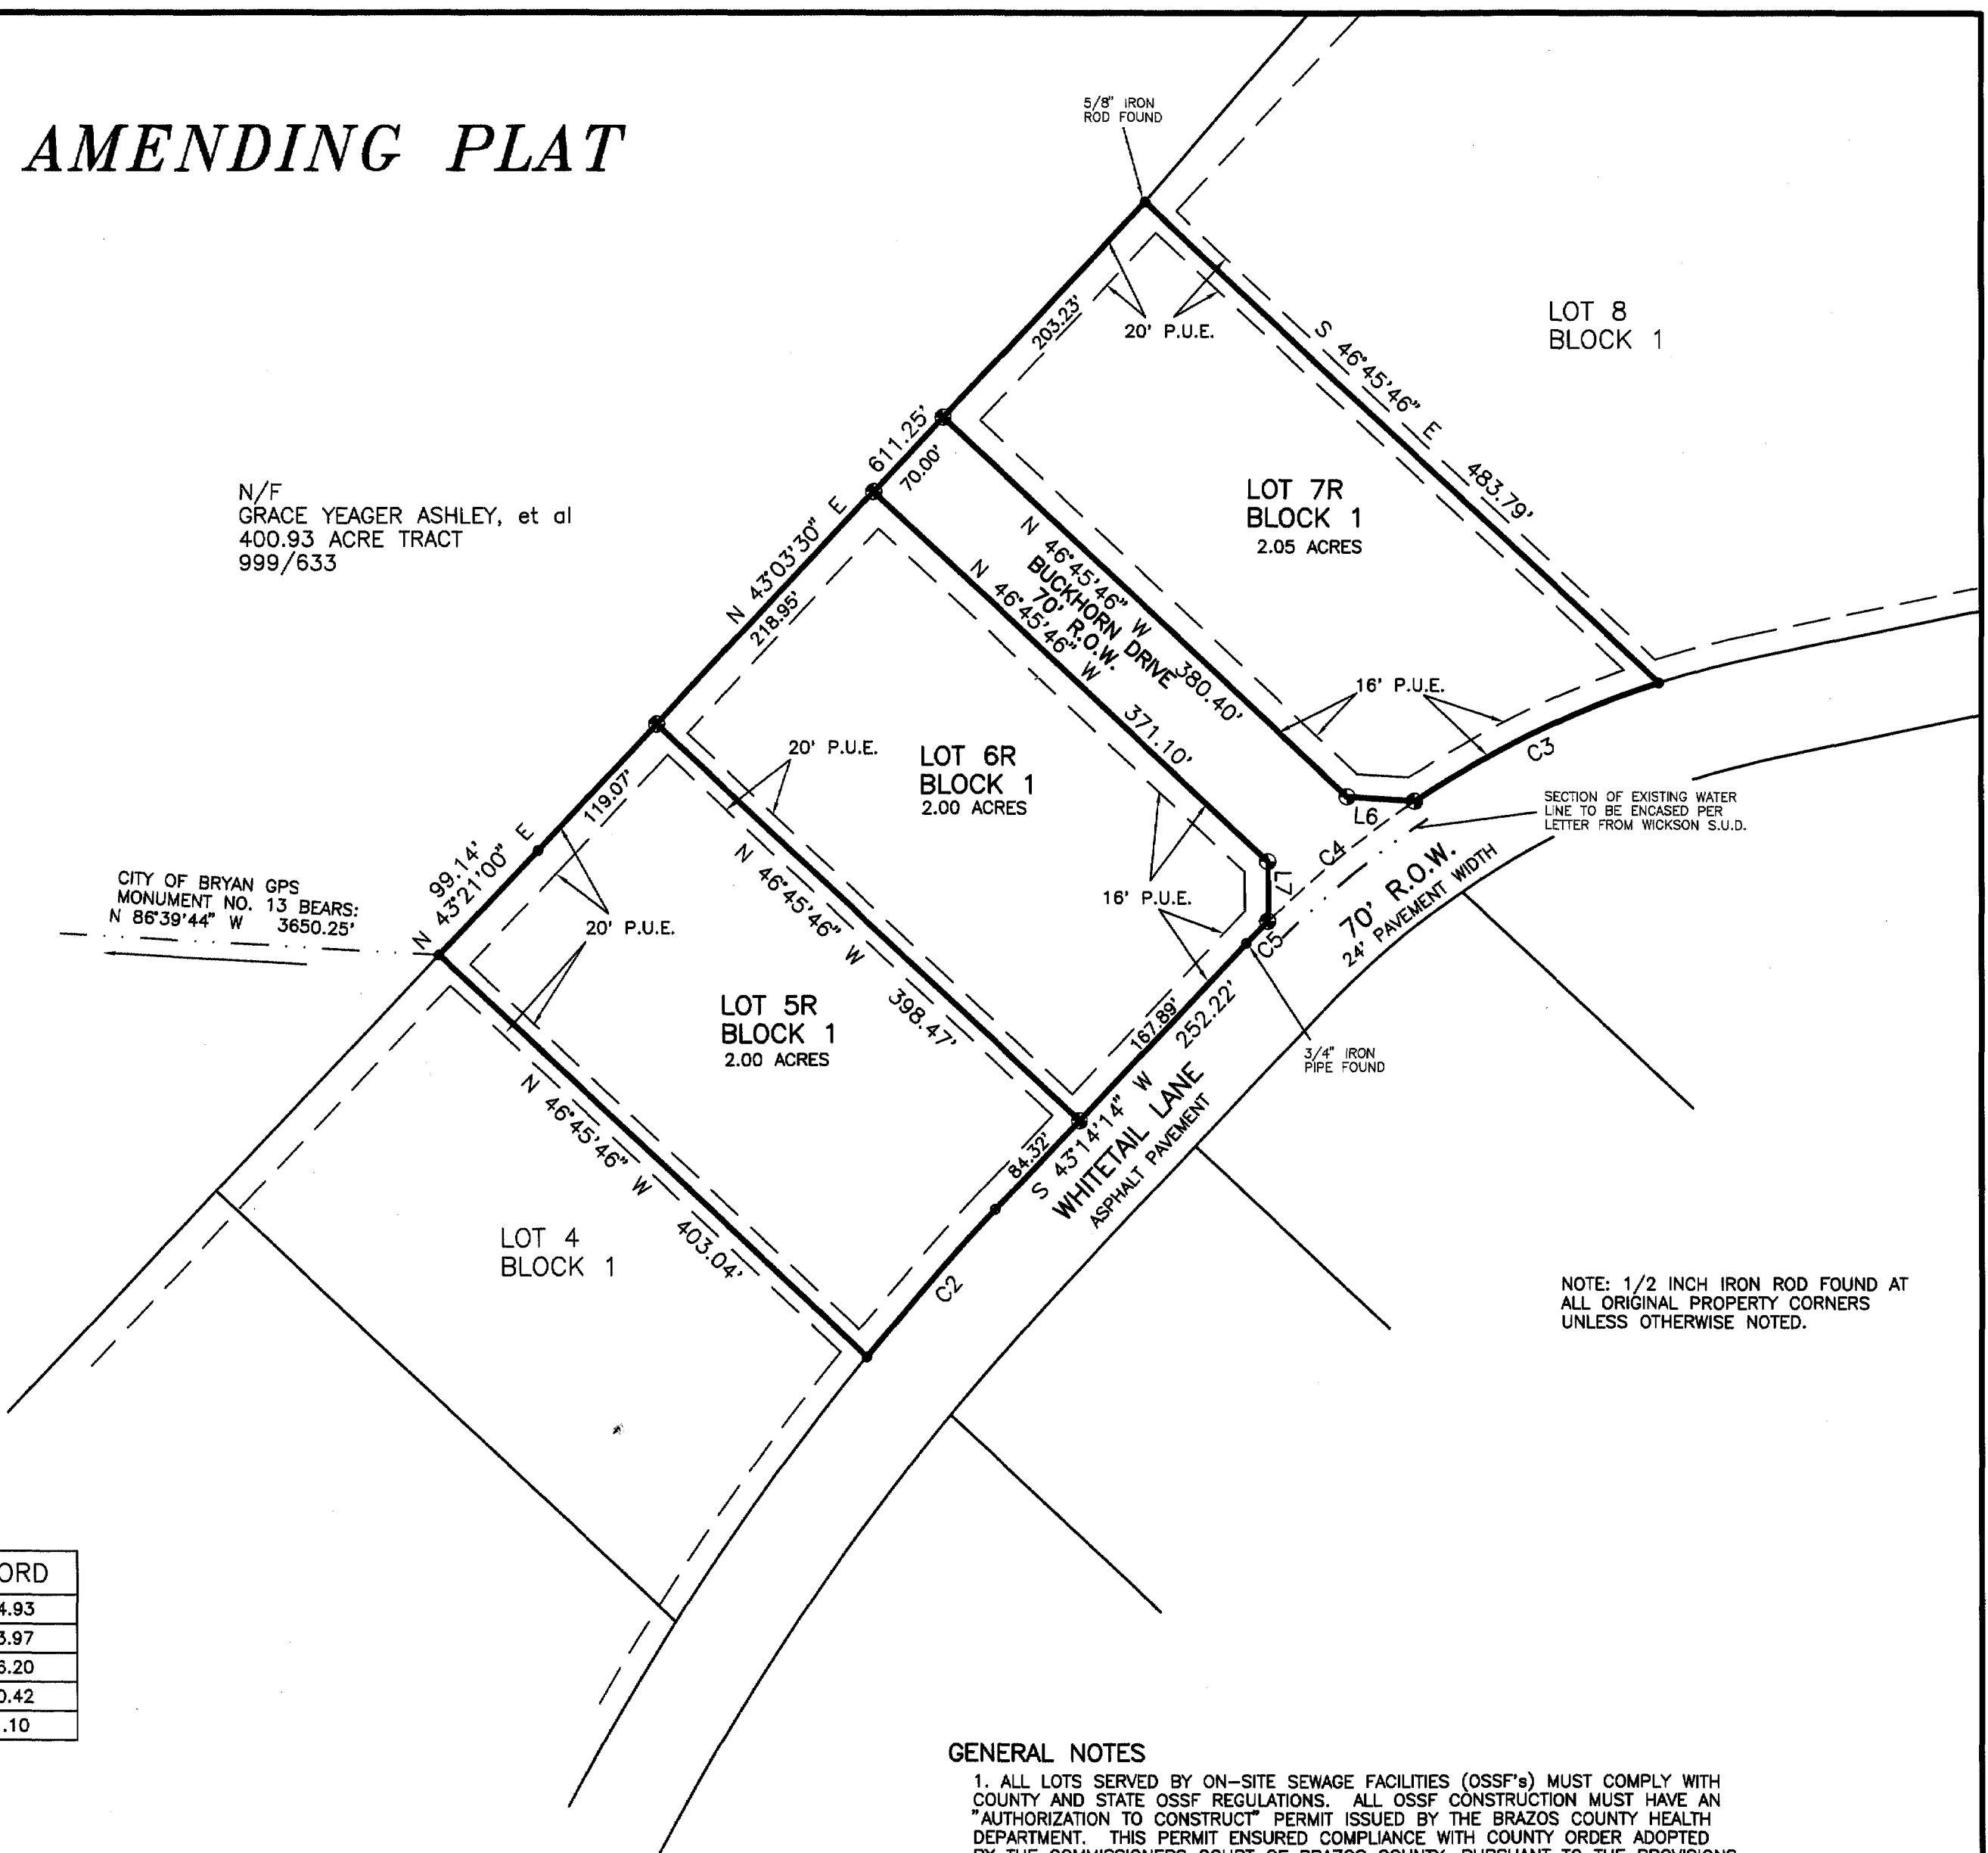 AMENDING PLAT
5/8" IRON
ROD FOUND
LOT 8
BLOCK 1
20' P.U.E.
203.23'
S 46°45'46" E 483.79'
611.25'
70.00'
N/F
GRACE YEAGER ASHLEY, et al
400.93 ACRE TRACT
999/633
LOT 7R
BLOCK 1
2.05 ACRES
N 43°03'30" E
218.95'
N 46°45'46" W 380.40'
BUCKHORN DRIVE
70' R.O.W.
N 46°45'46" W 371.10'
16' P.U.E.
C3
L6
SECTION OF EXISTING WATER
LINE TO BE ENCASED PER
LETTER FROM WICKSON S.U.D.
20' P.U.E.
LOT 6R
BLOCK 1
2.00 ACRES
119.07'
C4
L7
C5
70' R.O.W.
24' PAVEMENT WIDTH
99.14'
N 43°21'00" E
CITY OF BRYAN GPS
MONUMENT NO. 13 BEARS:
N 86°39'44" W 3650.25'
20' P.U.E.
N 46°45'46" W 398.47'
16' P.U.E.
LOT 5R
BLOCK 1
2.00 ACRES
167.89'
252.22'
3/4" IRON
PIPE FOUND
84.32'
S 43°14'14" W
WHITETAIL LANE
ASPHALT PAVEMENT
N 46°45'46" W 403.04'
C2
LOT 4
BLOCK 1
NOTE: 1/2 INCH IRON ROD FOUND AT
ALL ORIGINAL PROPERTY CORNERS
UNLESS OTHERWISE NOTED.
ORD
4.93
3.97
6.20
0.42
.10
GENERAL NOTES
1. ALL LOTS SERVED BY ON-SITE SEWAGE FACILITIES (OSSF's) MUST COMPLY WITH
COUNTY AND STATE OSSF REGULATIONS. ALL OSSF CONSTRUCTION MUST HAVE AN
"AUTHORIZATION TO CONSTRUCT" PERMIT ISSUED BY THE BRAZOS COUNTY HEALTH
DEPARTMENT. THIS PERMIT ENSURED COMPLIANCE WITH COUNTY ORDER ADOPTED
BY THE COMMISSIONERS COURT OF BRAZOS COUNTY, PURSUANT TO THE PROVISIONS